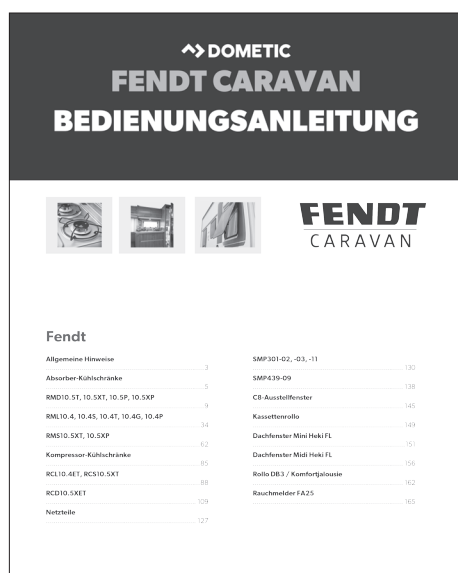 DOMETIC
FENDT CARAVAN
BEDIENUNGSANLEITUNG
FENDT
CARAVAN
Fendt
Allgemeine Hinweise
3
Absorber-Kühlschränke
5
RMD10.5T, 10.5XT, 10.5P, 10.5XP
9
RML10.4, 10.4S, 10.4T, 10.4G, 10.4P
34
RMS10.5XT, 10.5XP
62
Kompressor-Kühlschränke
85
RCL10.4ET, RCS10.5XT
88
RCD10.5XET
109
Netzteile
127
SMP301-02, -03, -11
130
SMP439-09
138
C8-Ausstellfenster
145
Kassettenrollo
149
Dachfenster Mini Heki FL
151
Dachfenster Midi Heki FL
156
Rollo DB3 / Komfortjalousie
162
Rauchmelder FA25
165